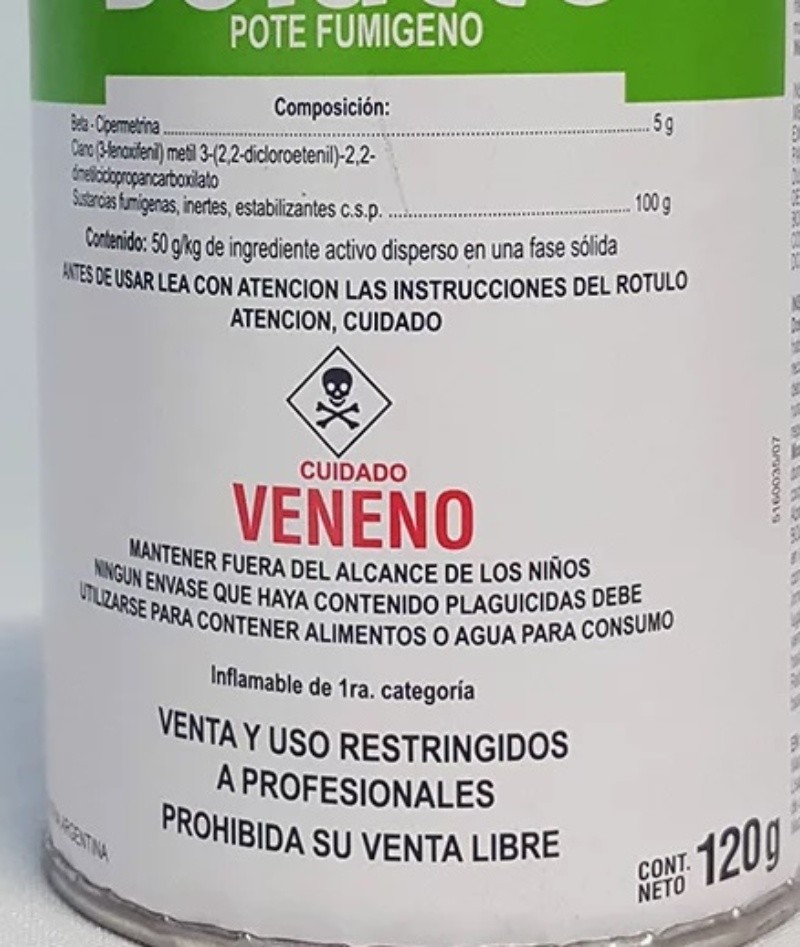 POTE FUMIGENO
Composición:
Beta - Cipermetrina ........ 5 g
Ciano (3-fenoxifenil) metil 3-(2,2-dicloroetenil)-2,2-
dimetilciclopropancarboxilato
Sustancias fumígenas, inertes, estabilizantes c.s.p. ........ 100 g
Contenido: 50 g/kg de ingrediente activo disperso en una fase sólida
ANTES DE USAR LEA CON ATENCION LAS INSTRUCCIONES DEL ROTULO
ATENCION, CUIDADO
CUIDADO
VENENO
MANTENER FUERA DEL ALCANCE DE LOS NIÑOS
NINGUN ENVASE QUE HAYA CONTENIDO PLAGUICIDAS DEBE
UTILIZARSE PARA CONTENER ALIMENTOS O AGUA PARA CONSUMO
Inflamable de 1ra. categoría
VENTA Y USO RESTRINGIDOS
A PROFESIONALES
PROHIBIDA SU VENTA LIBRE
ARGENTINA
CONT. NETO 120 g
5160035/07